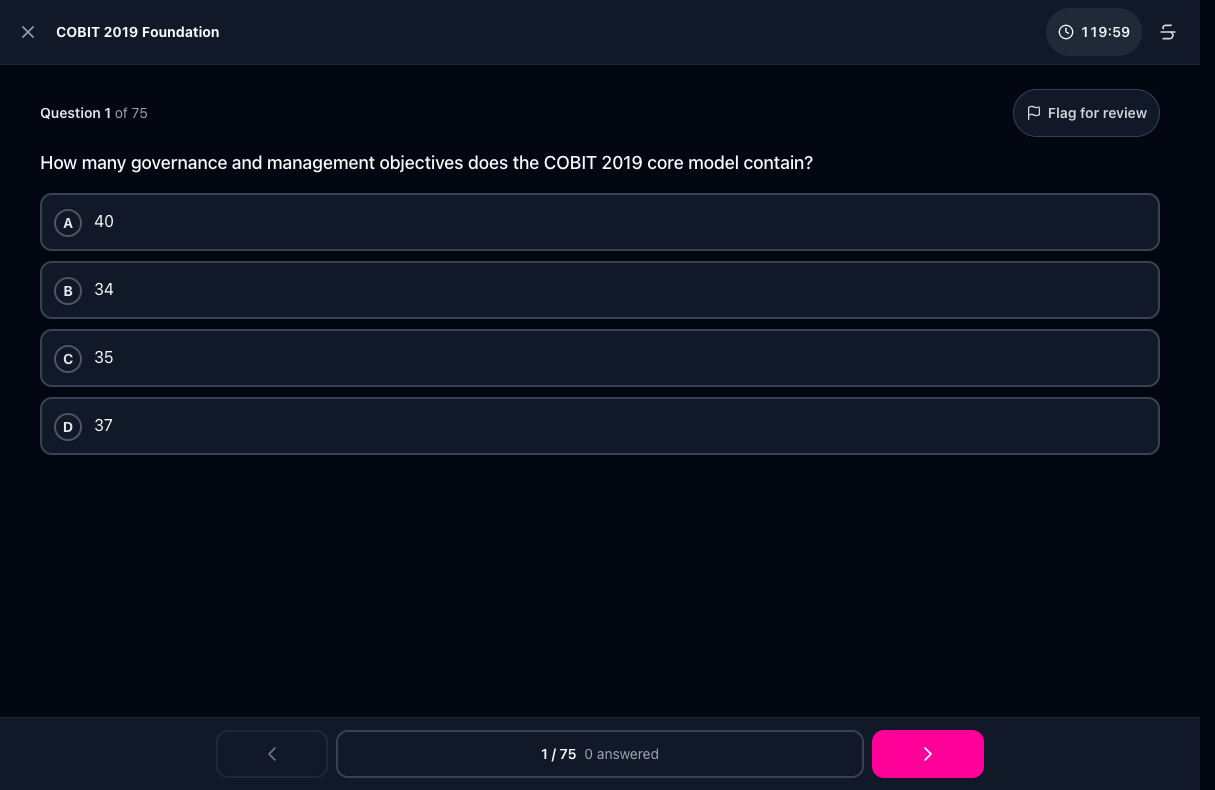 COBIT 2019 Foundation
119:59
Question 1 of 75
Flag for review
How many governance and management objectives does the COBIT 2019 core model contain?
A 40
B 34
C 35
D 37
1 / 75 0 answered